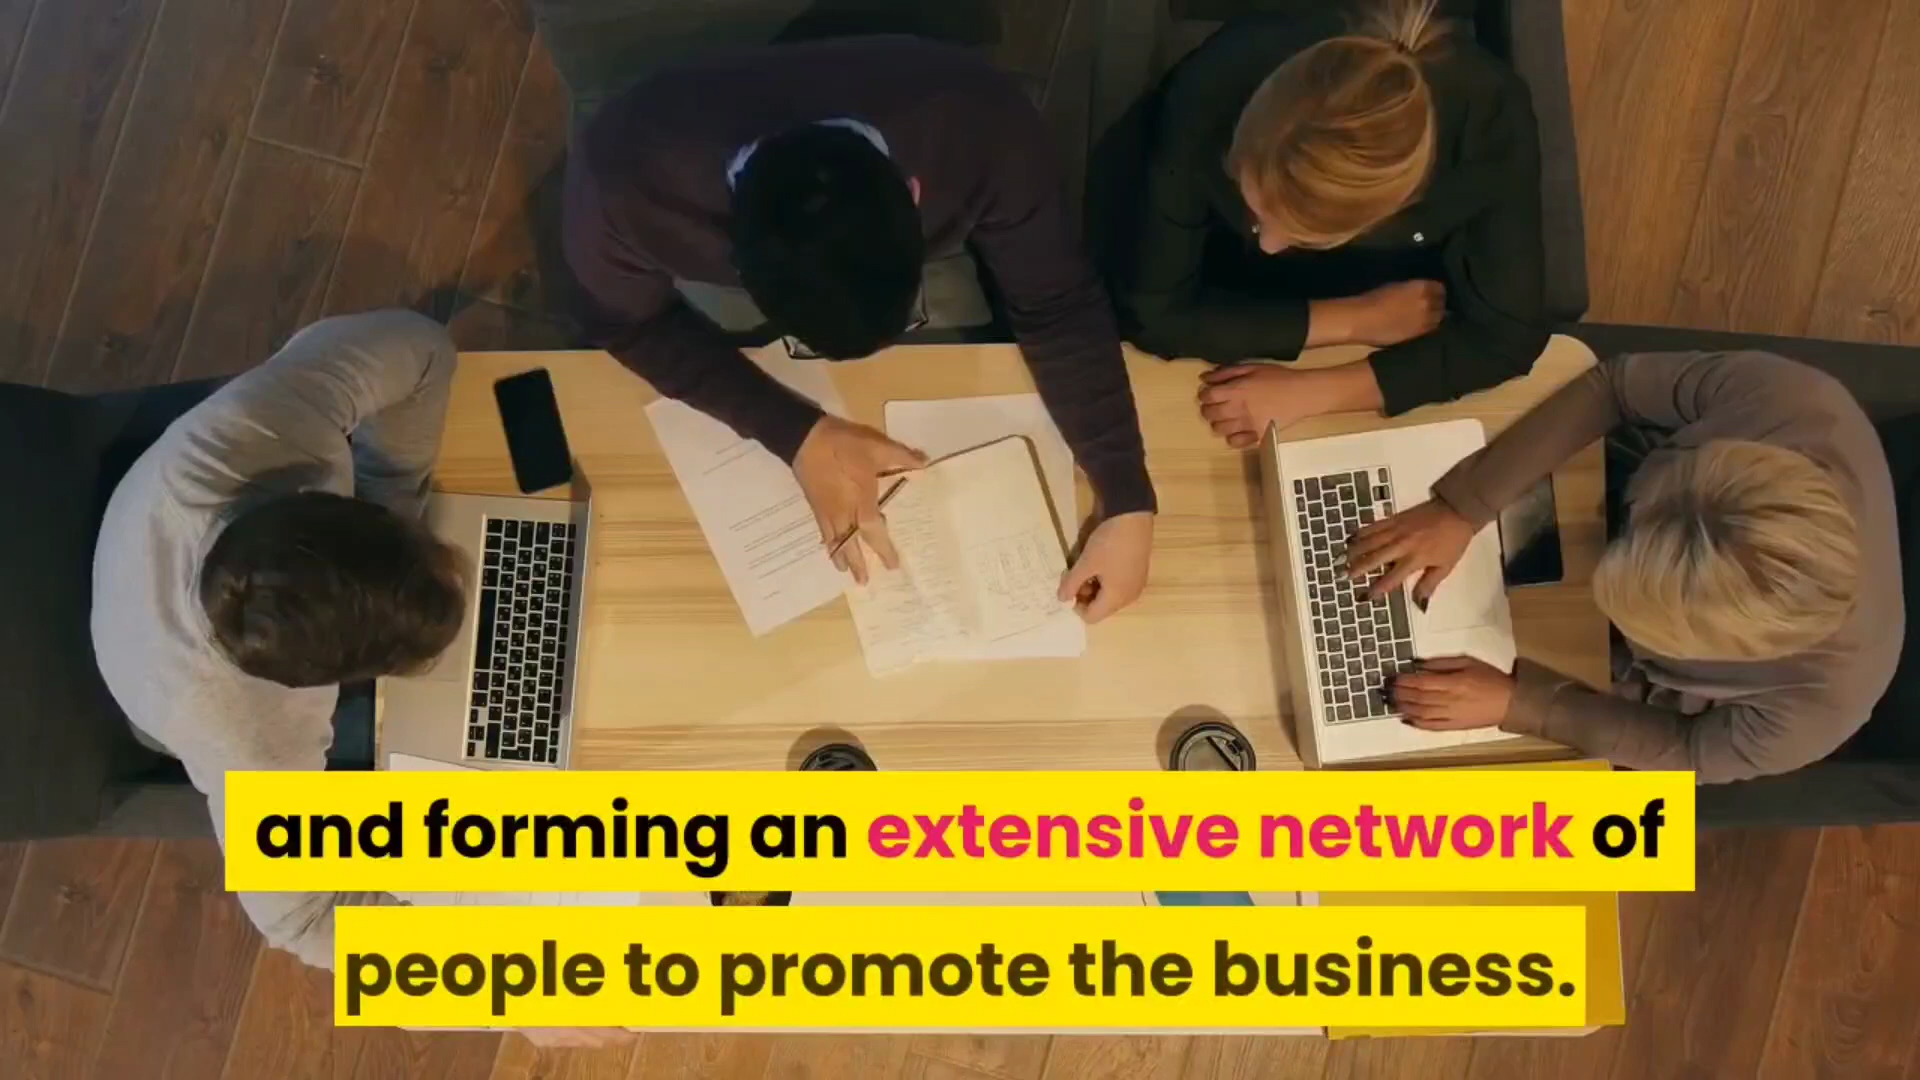 and forming an extensive network of
people to promote the business.